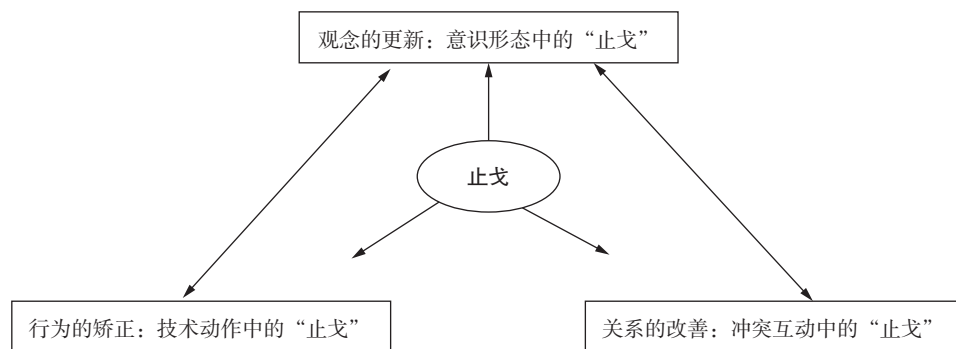 观念的更新：意识形态中的“止戈”
止戈
行为的矫正：技术动作中的“止戈”
关系的改善：冲突互动中的“止戈”